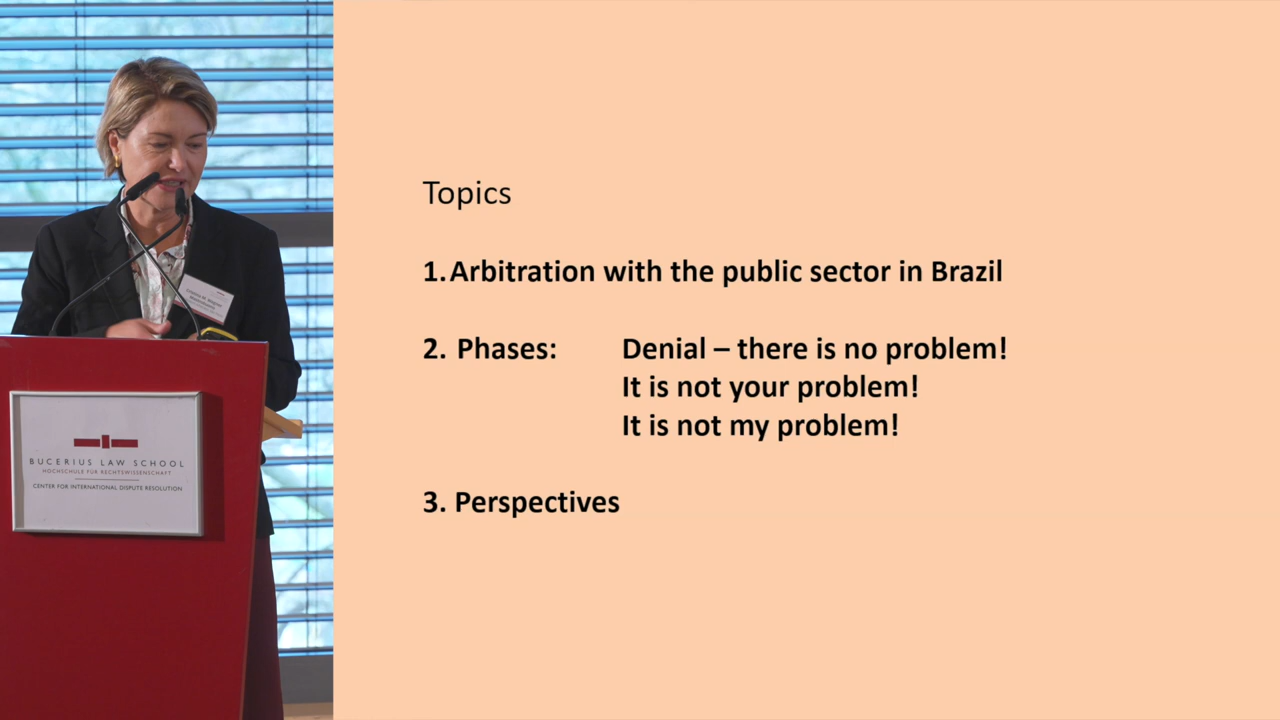 Topics
1. Arbitration with the public sector in Brazil
2. Phases: Denial – there is no problem!
It is not your problem!
It is not my problem!
3. Perspectives
BUCERIUS LAW SCHOOL
HOCHSCHULE FÜR RECHTSWISSENSCHAFT
CENTER FOR INTERNATIONAL DISPUTE RESOLUTION